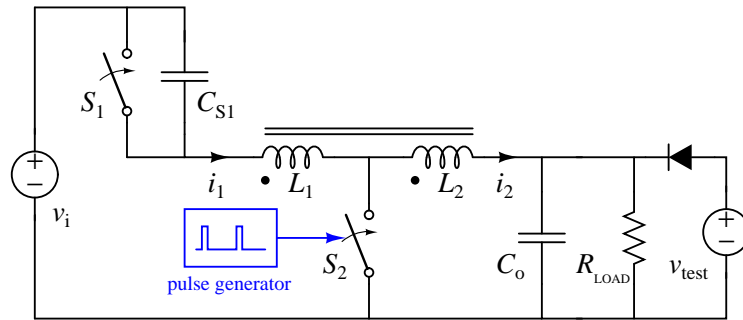 S1
CS1
i1
L1
L2
i2
vi
S2
pulse generator
Co
RLOAD
vtest